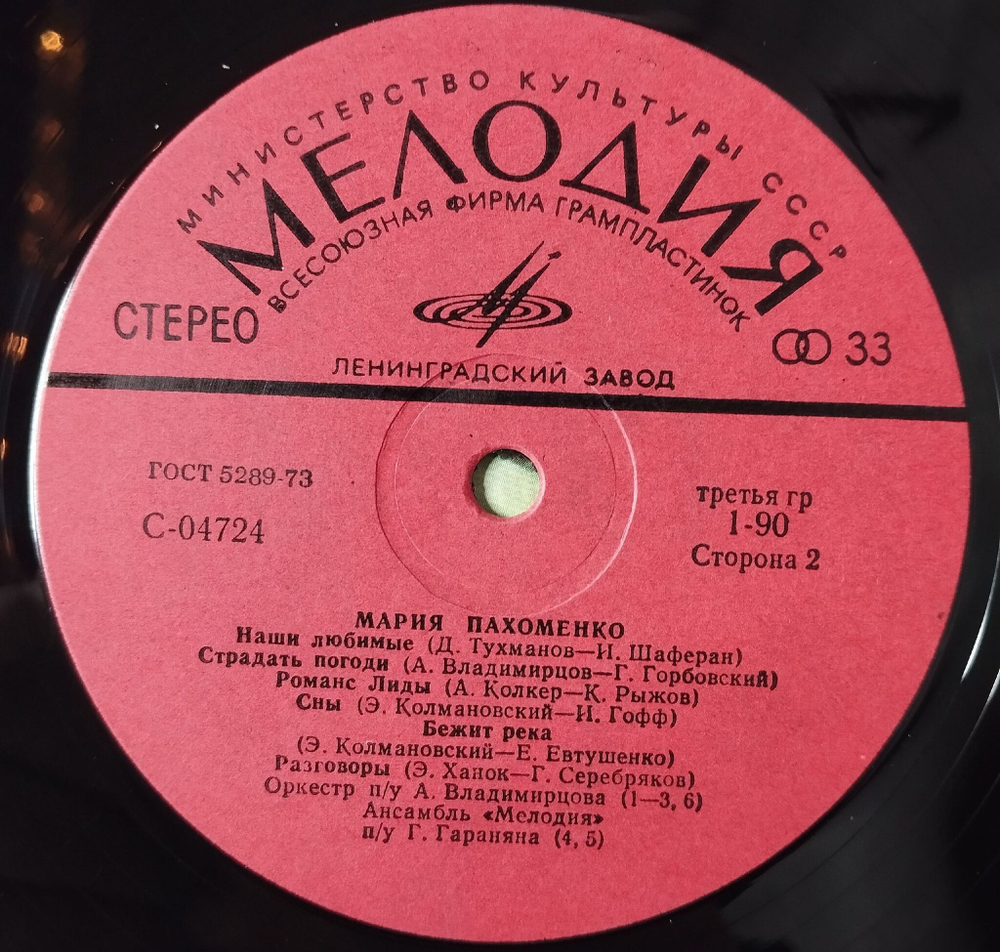 МИНИСТЕРСТВО КУЛЬТУРЫ СССР
МЕЛОДИЯ
ВСЕСОЮЗНАЯ ФИРМА ГРАМПЛАСТИНОК
СТЕРЕО
33
ЛЕНИНГРАДСКИЙ ЗАВОД
ГОСТ 5289-73
С-04724
третья гр
1-90
Сторона 2
МАРИЯ ПАХОМЕНКО
Наши любимые (Д. Тухманов—И. Шаферан)
Страдать погоди (А. Владимирцов—Г. Горбовский)
Романс Лиды (А. Колкер—К. Рыжов)
Сны (Э. Колмановский—И. Гофф)
Бежит река
(Э. Колмановский—Е. Евтушенко)
Разговоры (Э. Ханок—Г. Серебряков)
Оркестр п/у А. Владимирцова (1—3, 6)
Ансамбль «Мелодия»
п/у Г. Гараняна (4, 5)